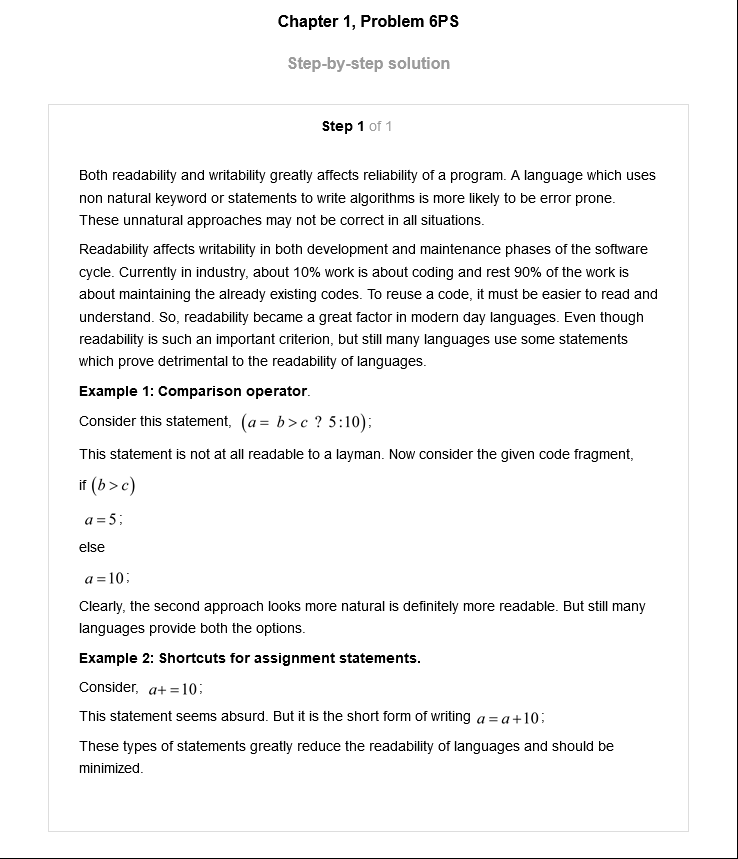 Chapter 1, Problem 6PS
Step-by-step solution
Step 1 of 1
Both readability and writability greatly affects reliability of a program. A language which uses
non natural keyword or statements to write algorithms is more likely to be error prone.
These unnatural approaches may not be correct in all situations.
Readability affects writability in both development and maintenance phases of the software
cycle. Currently in industry, about 10% work is about coding and rest 90% of the work is
about maintaining the already existing codes. To reuse a code, it must be easier to read and
understand. So, readability became a great factor in modern day languages. Even though
readability is such an important criterion, but still many languages use some statements
which prove detrimental to the readability of languages.
Example 1: Comparison operator.
Consider this statement, (a = b>c ? 5:10);
This statement is not at all readable to a layman. Now consider the given code fragment,
if (b>c)
a=5;
else
a=10;
Clearly, the second approach looks more natural is definitely more readable. But still many
languages provide both the options.
Example 2: Shortcuts for assignment statements.
Consider, a+=10;
This statement seems absurd. But it is the short form of writing a=a+10;
These types of statements greatly reduce the readability of languages and should be
minimized.